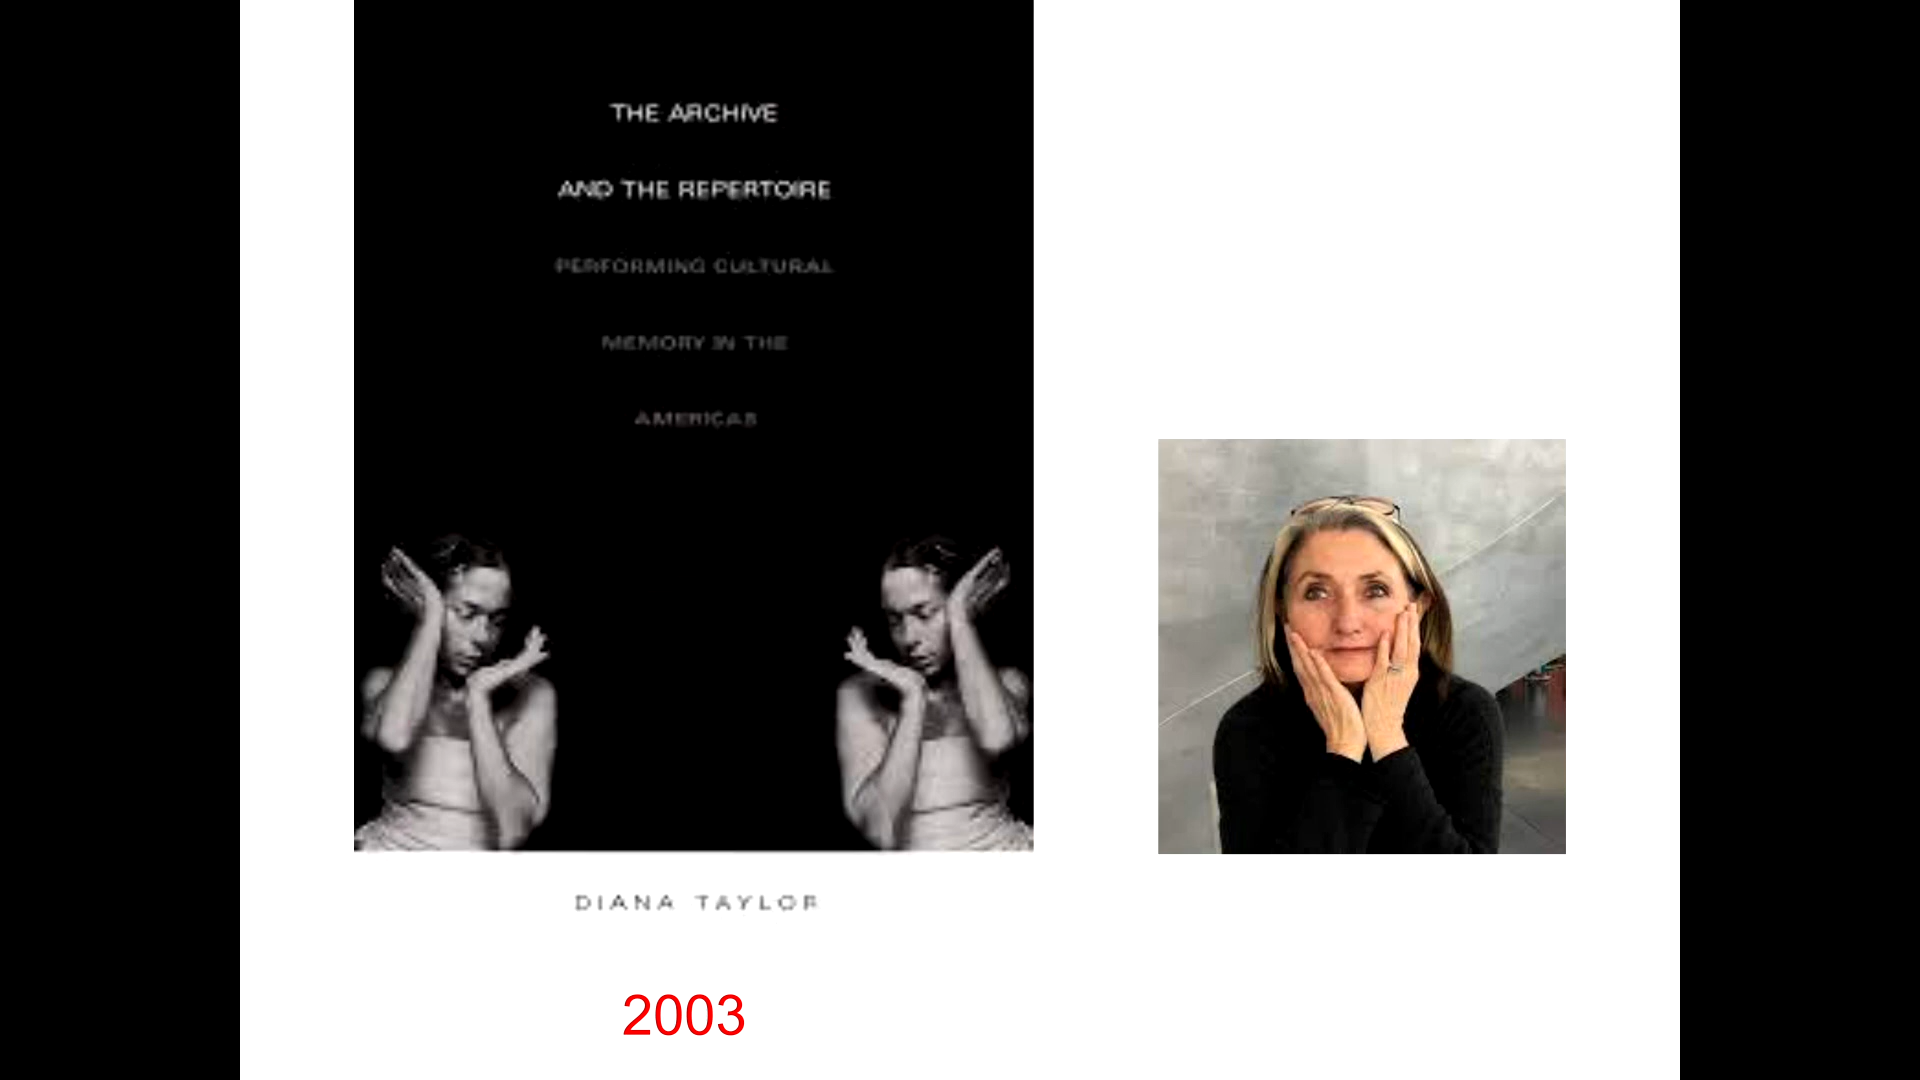 THE ARCHIVE
AND THE REPERTOIRE
PERFORMING CULTURAL
MEMORY IN THE
AMERICAS
DIANA TAYLOR
2003